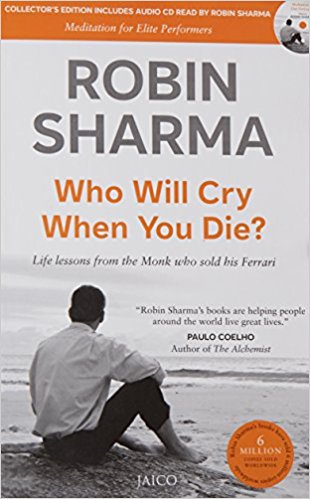 COLLECTOR'S EDITION INCLUDES AUDIO CD READ BY ROBIN SHARMA
Meditation for Elite Performers
ROBIN
SHARMA
Who Will Cry
When You Die?
Life lessons from the Monk who sold his Ferrari
"Robin Sharma's books are helping people
around the world live great lives."
PAULO COELHO
Author of The Alchemist
6
MILLION
COPIES SOLD
WORLDWIDE
JAICO